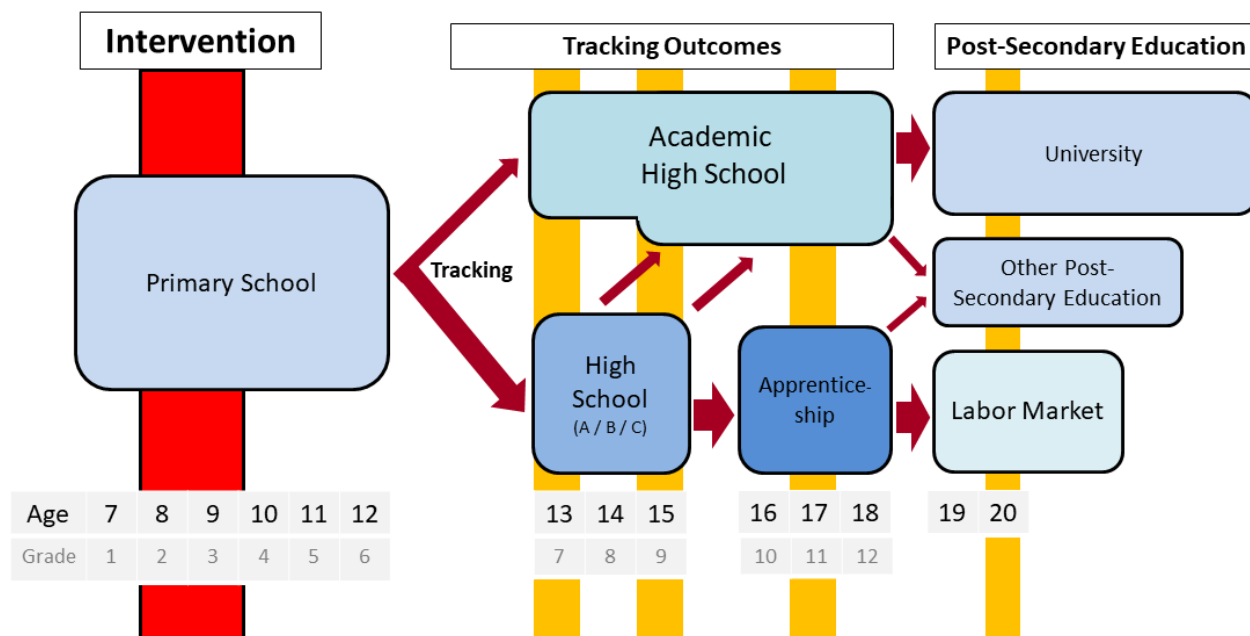 Intervention
Tracking Outcomes
Post-Secondary Education
Primary School
Tracking
Academic
High School
University
Other Post-
Secondary Education
High
School
(A / B / C)
Apprentice-
ship
Labor Market
Age 7 8 9 10 11 12 13 14 15 16 17 18 19 20
Grade 1 2 3 4 5 6 7 8 9 10 11 12